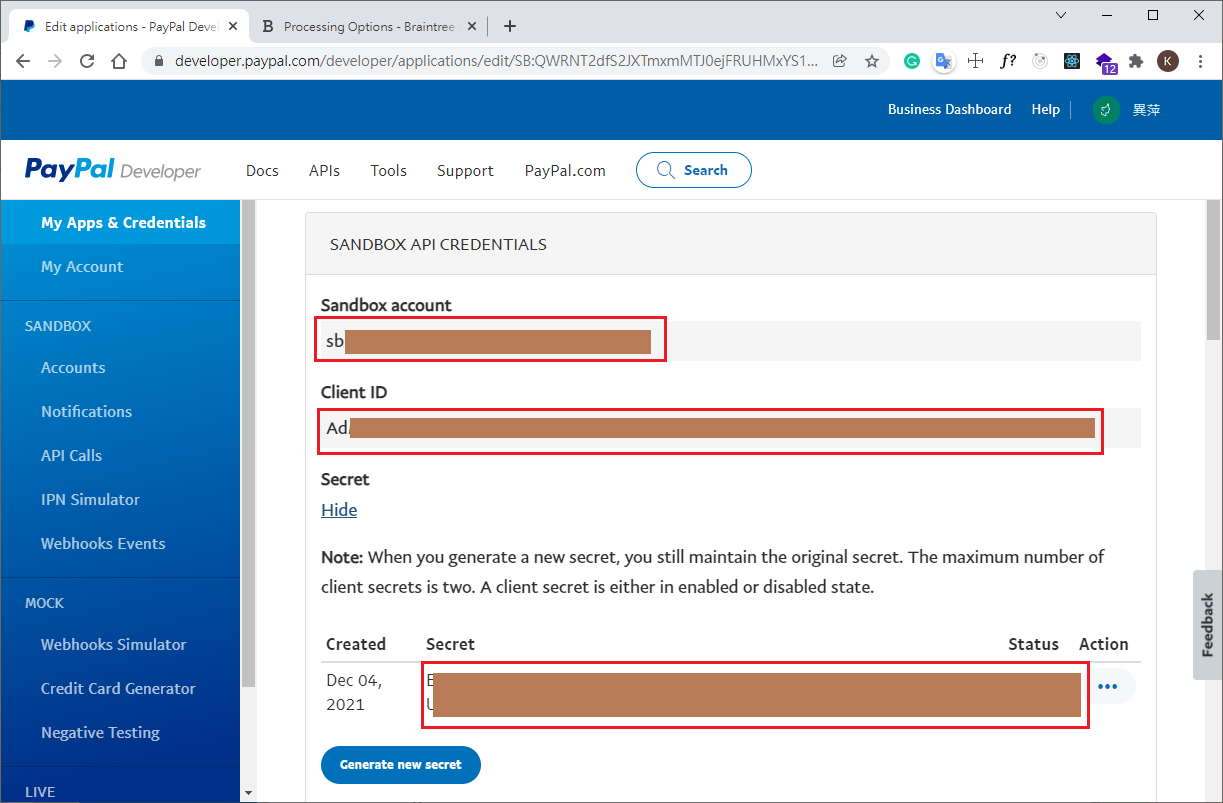 Edit applications - PayPal Deve
Processing Options - Braintree
developer.paypal.com/developer/applications/edit/SB:QWRNT2dfS2JXTmxmMTJ0ejFRUHMxYS1...
f?
12
K
Business Dashboard
Help
異萍
PayPal Developer
Docs
APIs
Tools
Support
PayPal.com
Search
My Apps & Credentials
My Account
SANDBOX
Accounts
Notifications
API Calls
IPN Simulator
Webhooks Events
MOCK
Webhooks Simulator
Credit Card Generator
Negative Testing
LIVE
SANDBOX API CREDENTIALS
Sandbox account
sb
Client ID
Ad
Secret
Hide
Note: When you generate a new secret, you still maintain the original secret. The maximum number of
client secrets is two. A client secret is either in enabled or disabled state.
Created Secret Status Action
Dec 04,
2021
Generate new secret
Feedback